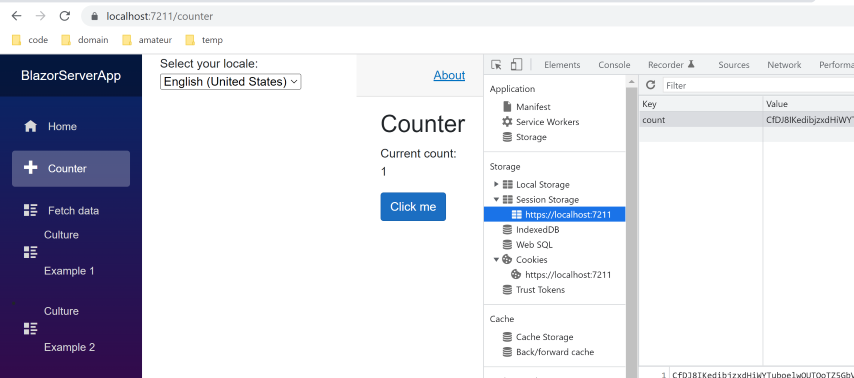 localhost:7211/counter
code domain amateur temp
BlazorServerApp
Home
Counter
Fetch data
Culture
Example 1
Culture
Example 2
Select your locale:
English (United States)
About
Counter
Current count:
1
Click me
Elements Console Recorder Sources Network Performa
Application
Manifest
Service Workers
Storage
Storage
Local Storage
Session Storage
https://localhost:7211
IndexedDB
Web SQL
Cookies
https://localhost:7211
Trust Tokens
Cache
Cache Storage
Back/forward cache
Filter
Key Value
count CfDJ8IKedibjzxdHiWYT
1